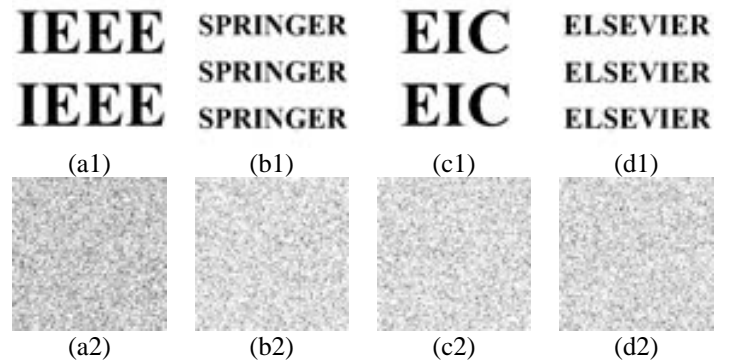 IEEE
IEEE
(a1)
SPRINGER
SPRINGER
SPRINGER
(b1)
EIC
EIC
(c1)
ELSEVIER
ELSEVIER
ELSEVIER
(d1)
(a2)
(b2)
(c2)
(d2)